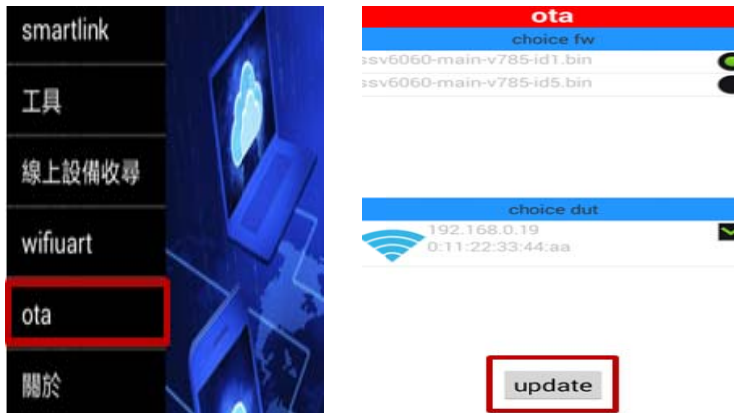 smartlink
工具
線上設備收尋
wifiuart
ota
關於
ota
choice fw
ssv6060-main-v785-id1.bin
ssv6060-main-v785-id5.bin
choice dut
192.168.0.19
0:11:22:33:44:aa
update